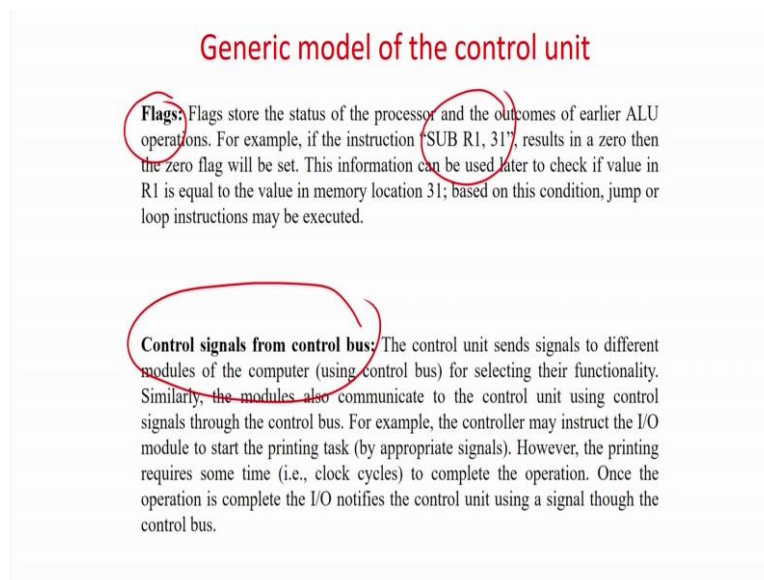 Generic model of the control unit
Flags: Flags store the status of the processor and the outcomes of earlier ALU
operations. For example, if the instruction “SUB R1, 31”, results in a zero then
the zero flag will be set. This information can be used later to check if value in
R1 is equal to the value in memory location 31; based on this condition, jump or
loop instructions may be executed.
Control signals from control bus: The control unit sends signals to different
modules of the computer (using control bus) for selecting their functionality.
Similarly, the modules also communicate to the control unit using control
signals through the control bus. For example, the controller may instruct the I/O
module to start the printing task (by appropriate signals). However, the printing
requires some time (i.e., clock cycles) to complete the operation. Once the
operation is complete the I/O notifies the control unit using a signal though the
control bus.